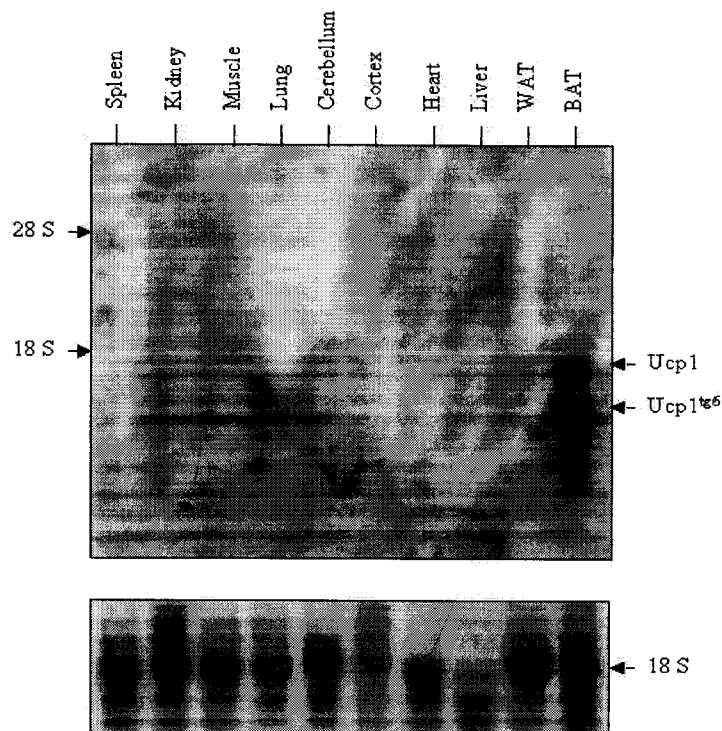 Spleen
Kidney
Muscle
Lung
Cerebellum
Cortex
Heart
Liver
WAT
BAT
28 S
18 S
Ucp1
Ucp1tg6
18 S